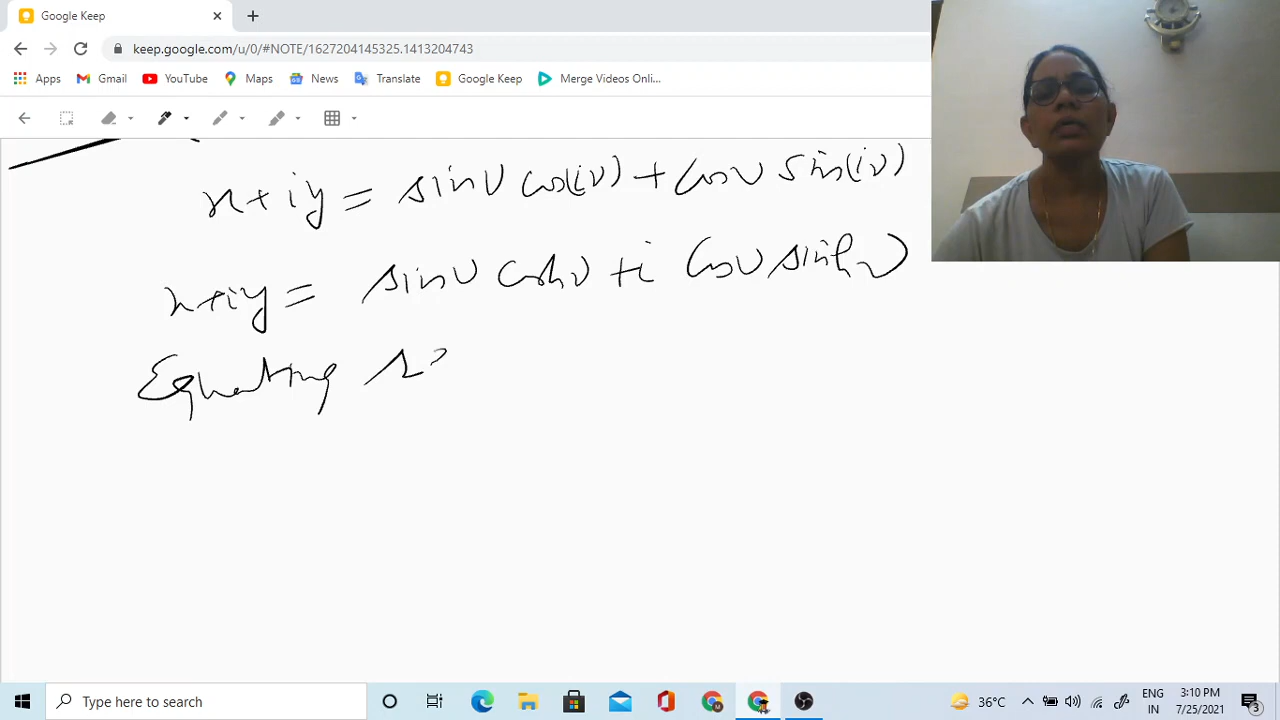 Google Keep
keep.google.com/u/0/#NOTE/1627204145325.1413204743
Apps Gmail YouTube Maps News Translate Google Keep Merge Videos Onli...
x+iy = sinu cos(iv) + cosu sin(iv)
x+iy = sinu coshv + i cosu sinhv
Equating
Type here to search
36°C ENG IN 3:10 PM 7/25/2021 3